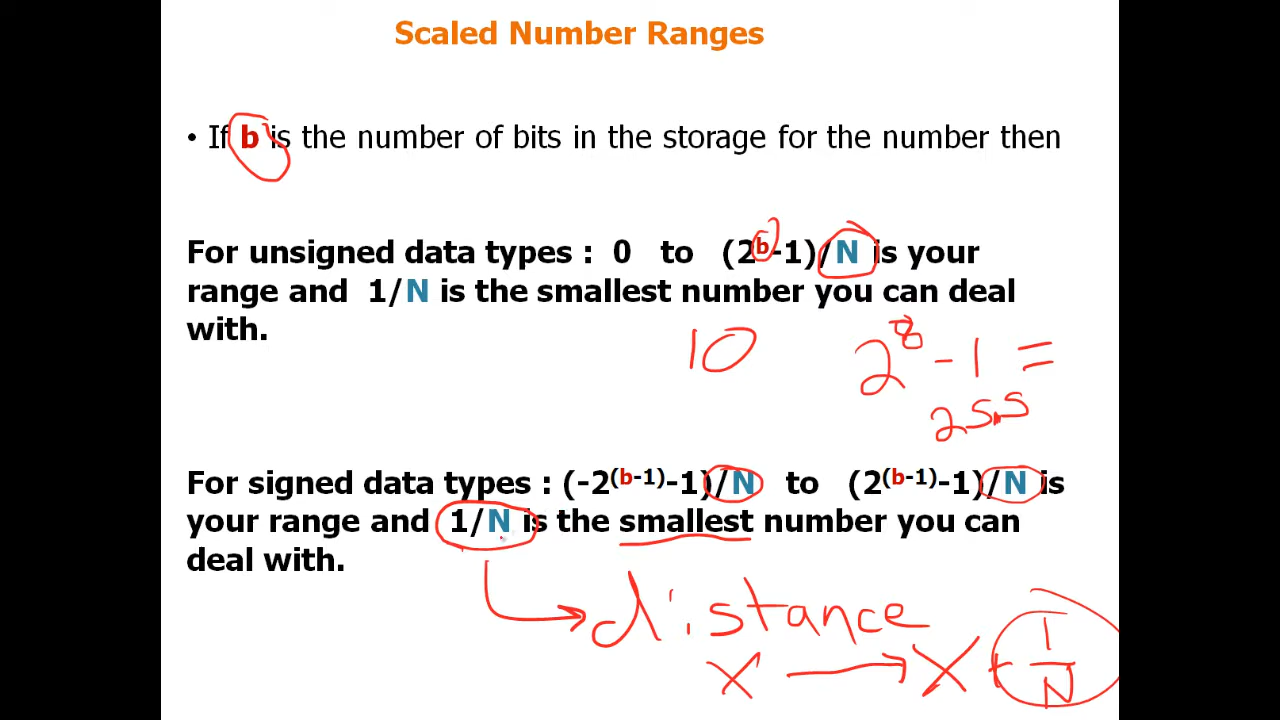 Scaled Number Ranges
• If b is the number of bits in the storage for the number then
For unsigned data types : 0 to (2^b-1)/N is your
range and 1/N is the smallest number you can deal
with.
10 2^8 - 1 =
25.5
For signed data types : (-2^(b-1)-1)/N to (2^(b-1)-1)/N is
your range and 1/N is the smallest number you can
deal with.
distance
x → x + 1/N